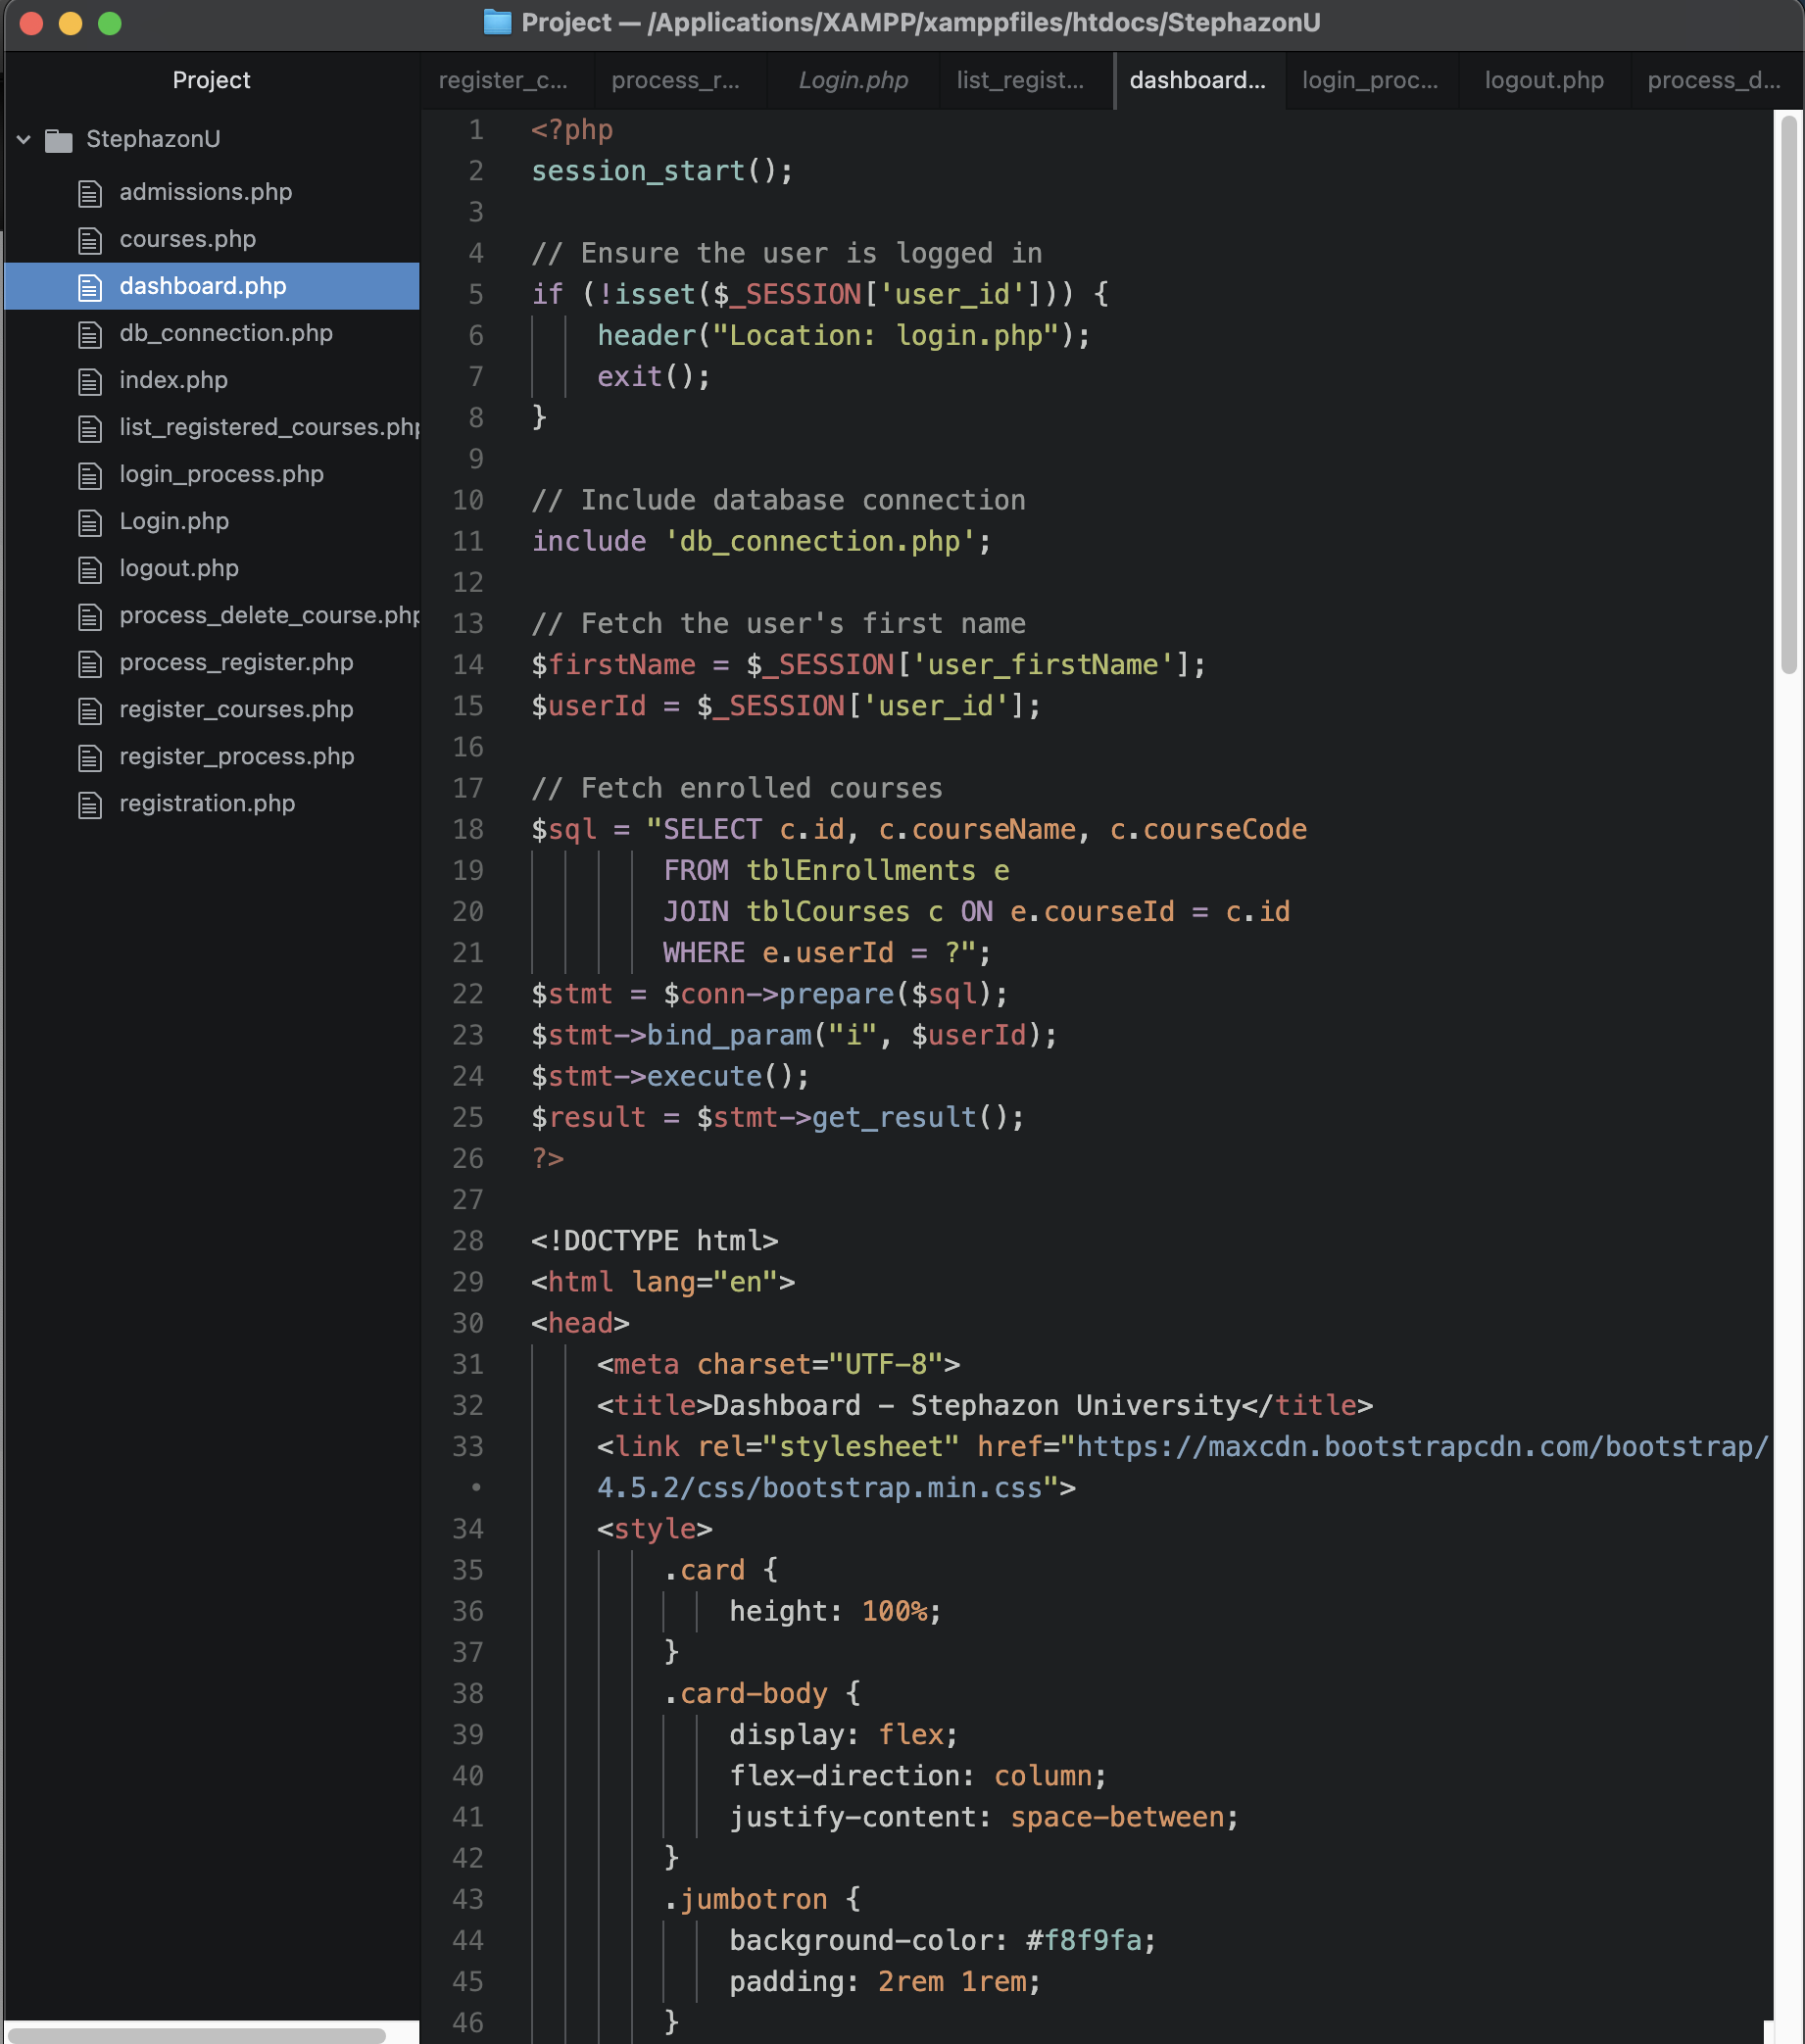 Project — /Applications/XAMPP/xamppfiles/htdocs/StephazonU
Project
StephazonU
admissions.php
courses.php
dashboard.php
db_connection.php
index.php
list_registered_courses.php
login_process.php
Login.php
logout.php
process_delete_course.php
process_register.php
register_courses.php
register_process.php
registration.php
register_c... process_r... Login.php list_regist... dashboard... login_proc... logout.php process_d...
1 <?php
2 session_start();
3
4 // Ensure the user is logged in
5 if (!isset($_SESSION['user_id'])) {
6     header("Location: login.php");
7     exit();
8 }
9
10 // Include database connection
11 include 'db_connection.php';
12
13 // Fetch the user's first name
14 $firstName = $_SESSION['user_firstName'];
15 $userId = $_SESSION['user_id'];
16
17 // Fetch enrolled courses
18 $sql = "SELECT c.id, c.courseName, c.courseCode
19         FROM tblEnrollments e
20         JOIN tblCourses c ON e.courseId = c.id
21         WHERE e.userId = ?";
22 $stmt = $conn->prepare($sql);
23 $stmt->bind_param("i", $userId);
24 $stmt->execute();
25 $result = $stmt->get_result();
26 ?>
27
28 <!DOCTYPE html>
29 <html lang="en">
30 <head>
31     <meta charset="UTF-8">
32     <title>Dashboard - Stephazon University</title>
33     <link rel="stylesheet" href="https://maxcdn.bootstrapcdn.com/bootstrap/
•     4.5.2/css/bootstrap.min.css">
34     <style>
35         .card {
36             height: 100%;
37         }
38         .card-body {
39             display: flex;
40             flex-direction: column;
41             justify-content: space-between;
42         }
43         .jumbotron {
44             background-color: #f8f9fa;
45             padding: 2rem 1rem;
46         }